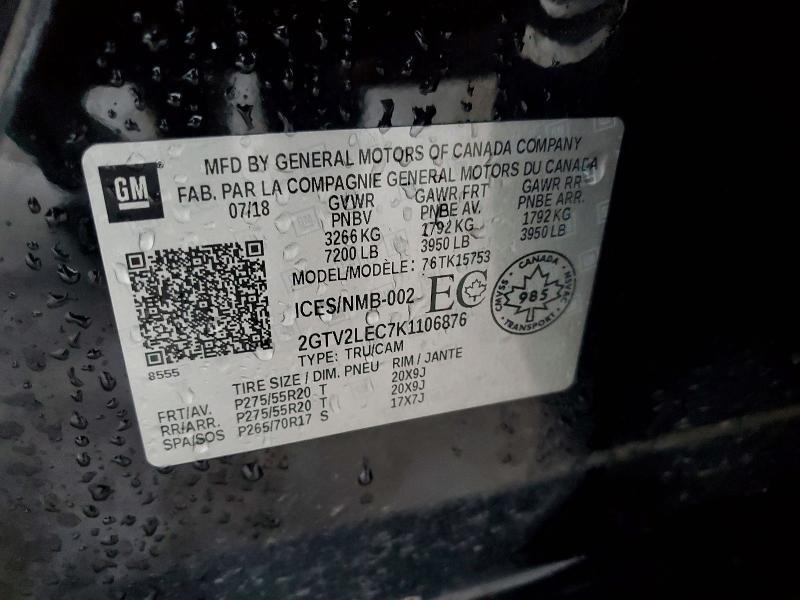 GM
MFD BY GENERAL MOTORS OF CANADA COMPANY
FAB. PAR LA COMPAGNIE GENERAL MOTORS DU CANADA
07/18 GVWR GAWR FRT GAWR RR
PNBV PNBE AV. PNBE ARR.
3266 KG 1792 KG 1792 KG
7200 LB 3950 LB 3950 LB
MODEL/MODÈLE: 76TK15753
ICES/NMB-002 EC
2GTV2LEC7K1106876
TYPE: TRU/CAM
CANADA
CMVSS 985 NSVAC
TRANSPORT
8555
TIRE SIZE / DIM. PNEU RIM / JANTE
FRT/AV. P275/55R20 T 20X9J
RR/ARR. P275/55R20 T 20X9J
SPA/SOS P265/70R17 S 17X7J